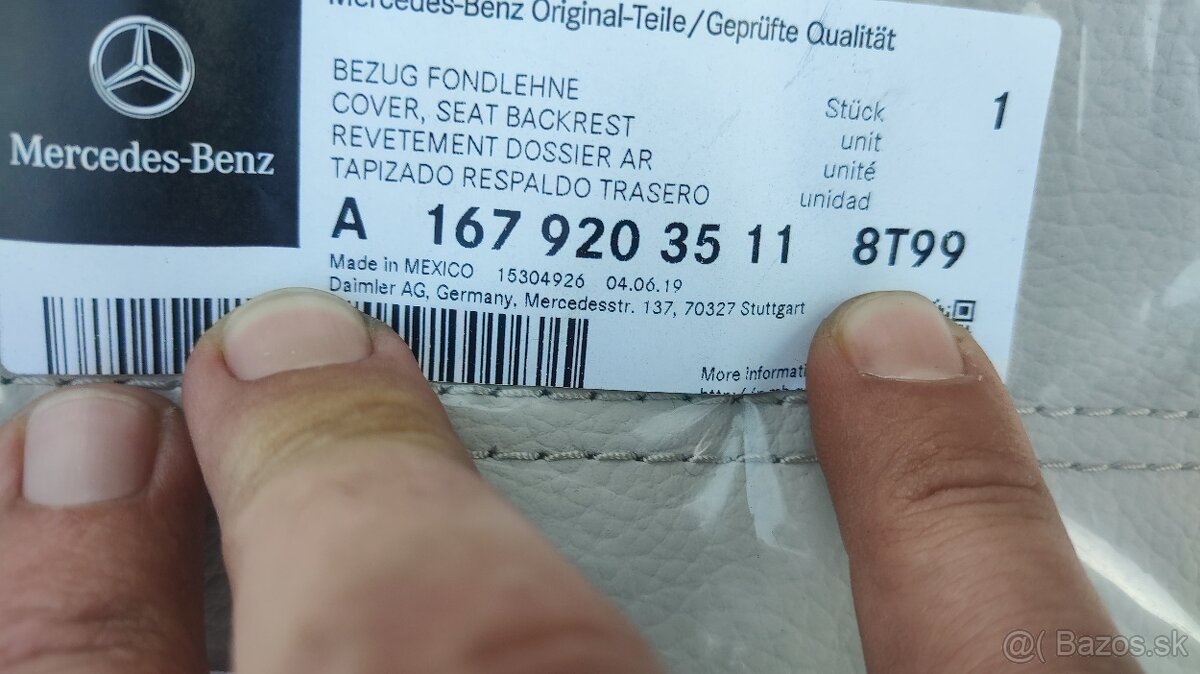 Mercedes-Benz Original-Teile/Geprüfte Qualität
Mercedes-Benz
BEZUG FONDLEHNE
COVER, SEAT BACKREST
REVETEMENT DOSSIER AR
TAPIZADO RESPALDO TRASERO
Stück 1
unit
unité
unidad
A 167 920 35 11 8T99
Made in MEXICO 15304926 04.06.19
Daimler AG, Germany, Mercedesstr. 137, 70327 Stuttgart
More informati
@( Bazos.sk